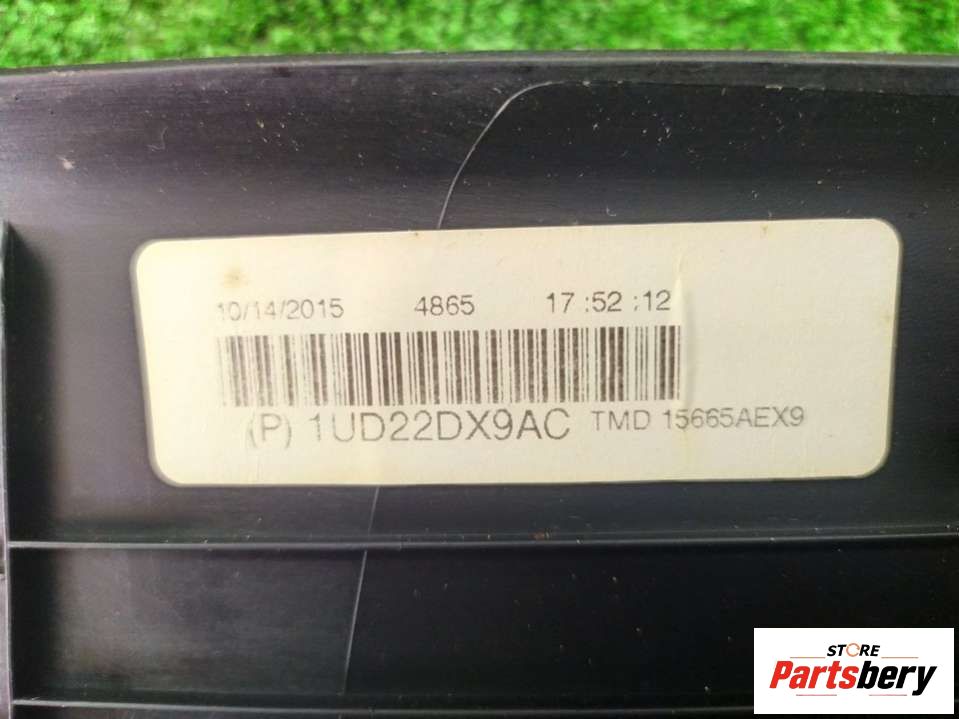 10/14/2015 4865 17 :52 :12
(P) 1UD22DX9AC TMD 15665AEX9
STORE
Partsbery